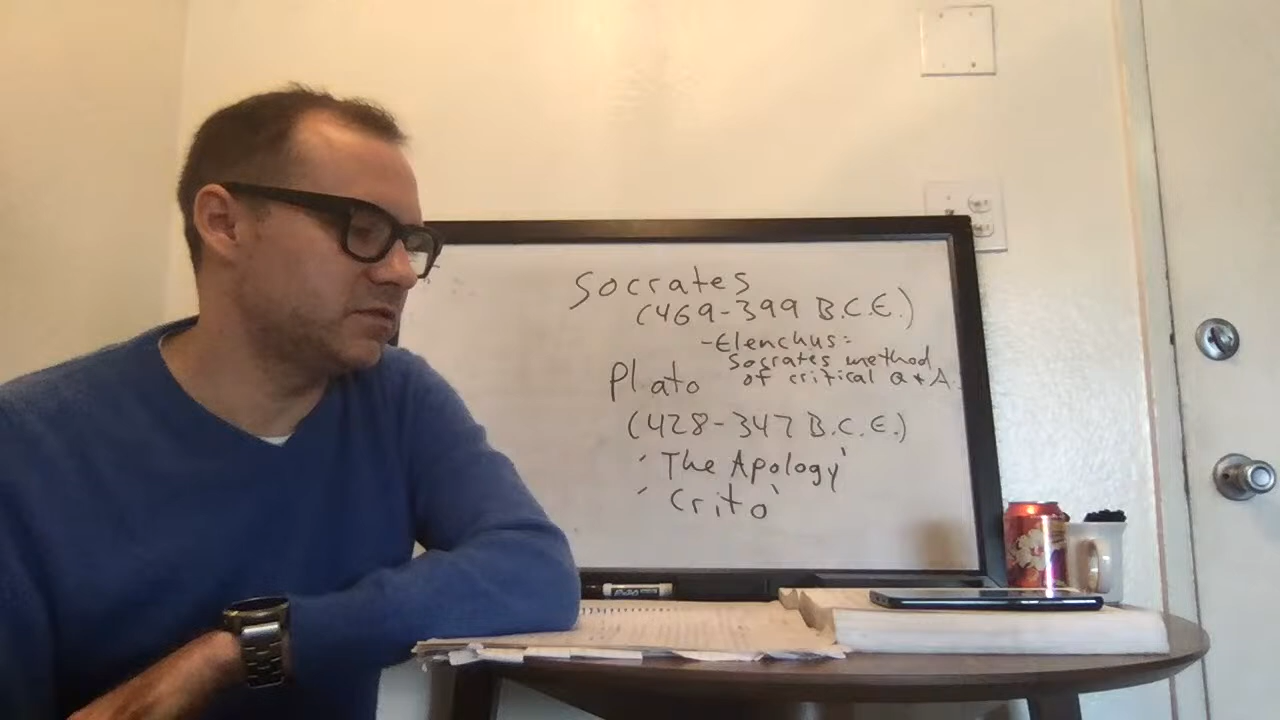 Socrates
(469-399 B.C.E.)
-Elenchus:
Socrates method
of critical Q + A.
Plato
(428-347 B.C.E.)
'The Apology'
'Crito'